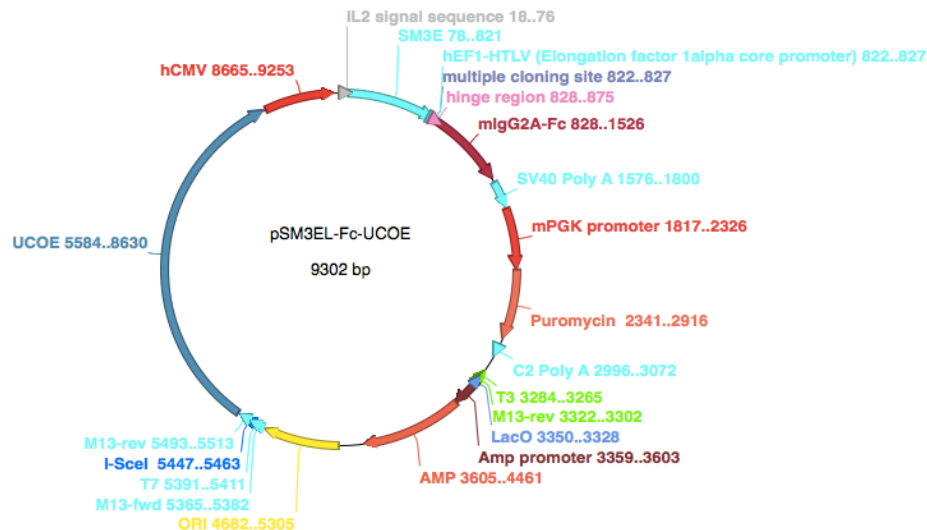 IL2 signal sequence 18..76
SM3E 78..821
hEF1-HTLV (Elongation factor 1alpha core promoter) 822..827
hCMV 8665..9253
multiple cloning site 822..827
hinge region 828..875
mIgG2A-Fc 828..1526
SV40 Poly A 1576..1800
mPGK promoter 1817..2326
pSM3EL-Fc-UCOE
UCOE 5584..8630
9302 bp
Puromycin 2341..2916
C2 Poly A 2996..3072
T3 3284..3265
M13-rev 3322..3302
LacO 3350..3328
M13-rev 5493..5513
Amp promoter 3359..3603
I-SceI 5447..5463
AMP 3605..4461
T7 5391..5411
M13-fwd 5365..5382
ORI 4682..5305